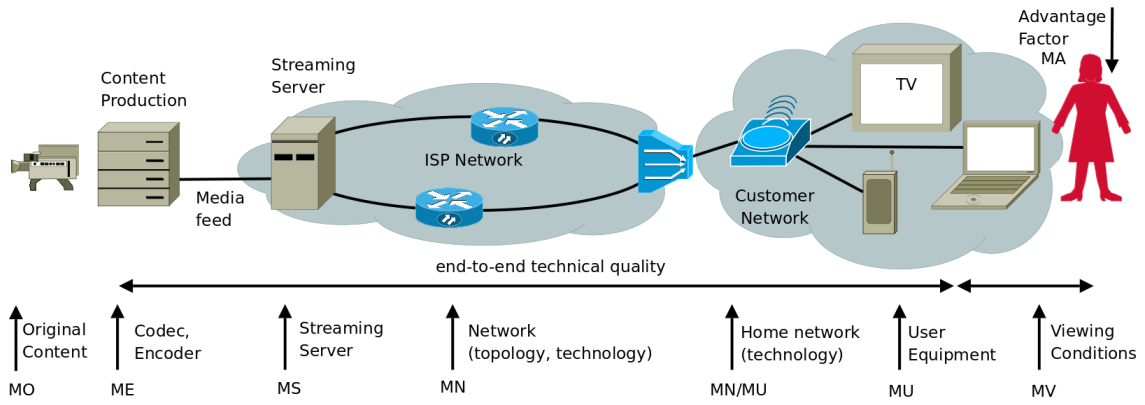 Advantage
Factor
MA
Streaming
Server
Content
Production
TV
ISP Network
Media
feed
Customer
Network
end-to-end technical quality
Original
Content
Codec,
Encoder
Streaming
Server
Network
(topology, technology)
Home network
(technology)
User
Equipment
Viewing
Conditions
MO
ME
MS
MN
MN/MU
MU
MV